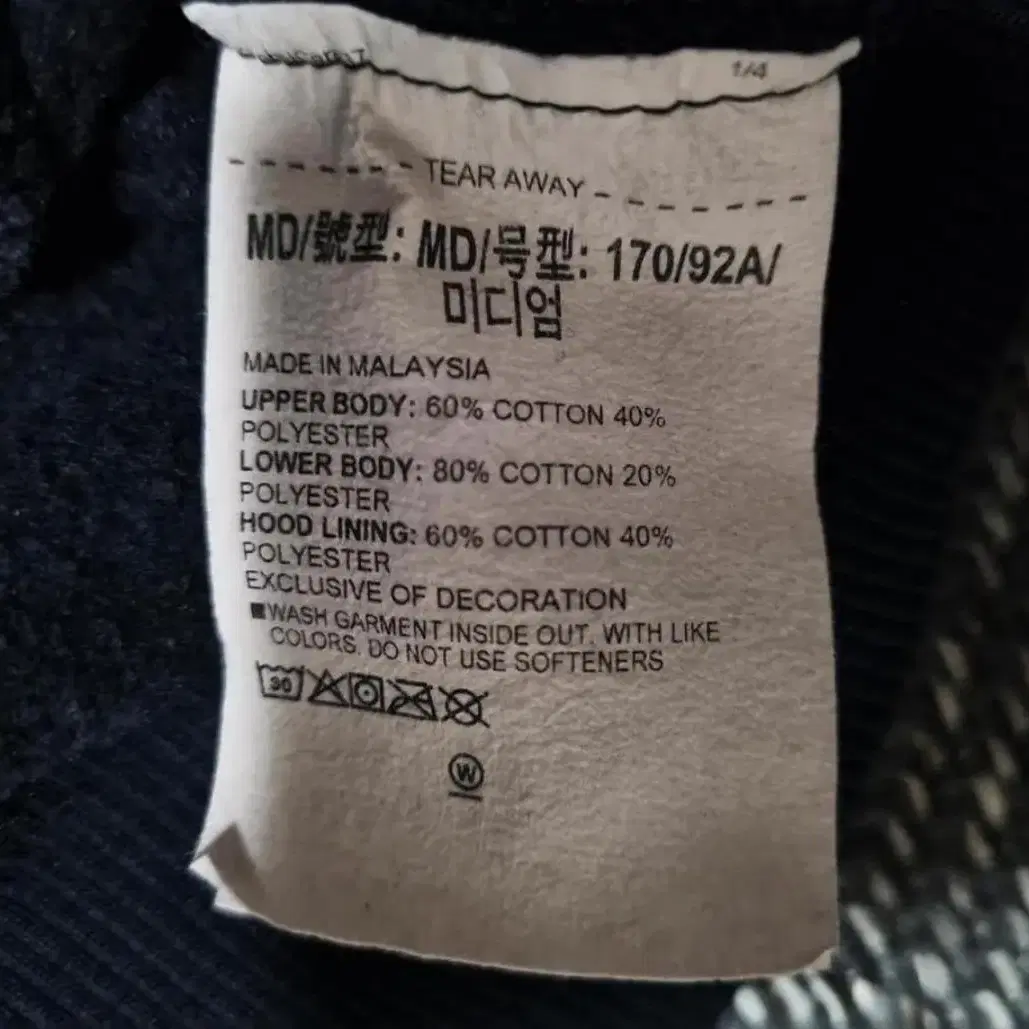 1/4
TEAR AWAY
MD/號型: MD/号型: 170/92A/
미디엄
MADE IN MALAYSIA
UPPER BODY: 60% COTTON 40%
POLYESTER
LOWER BODY: 80% COTTON 20%
POLYESTER
HOOD LINING: 60% COTTON 40%
POLYESTER
EXCLUSIVE OF DECORATION
■WASH GARMENT INSIDE OUT, WITH LIKE
COLORS. DO NOT USE SOFTENERS
30
W